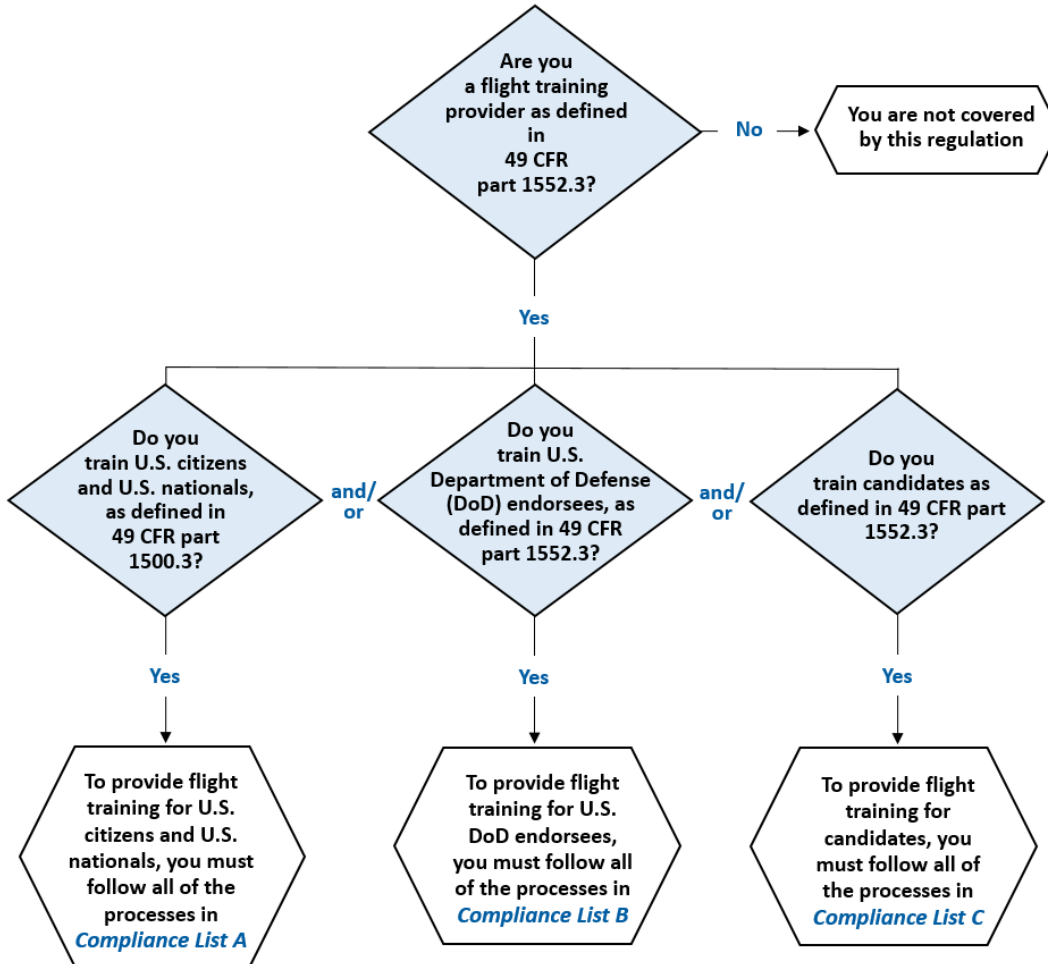 Are you
a flight training
provider as defined
in
49 CFR
part 1552.3?
No
You are not covered
by this regulation
Yes
Do you
train U.S. citizens
and U.S. nationals,
as defined in
49 CFR part
1500.3?
and/
or
Do you
train U.S.
Department of Defense
(DoD) endorsees, as
defined in 49 CFR
part 1552.3?
and/
or
Do you
train candidates as
defined in 49 CFR part
1552.3?
Yes
Yes
Yes
To provide flight
training for U.S.
citizens and U.S.
nationals, you must
follow all of the
processes in
Compliance List A
To provide flight
training for U.S.
DoD endorsees,
you must follow all
of the processes in
Compliance List B
To provide flight
training for
candidates, you
must follow all of
the processes in
Compliance List C